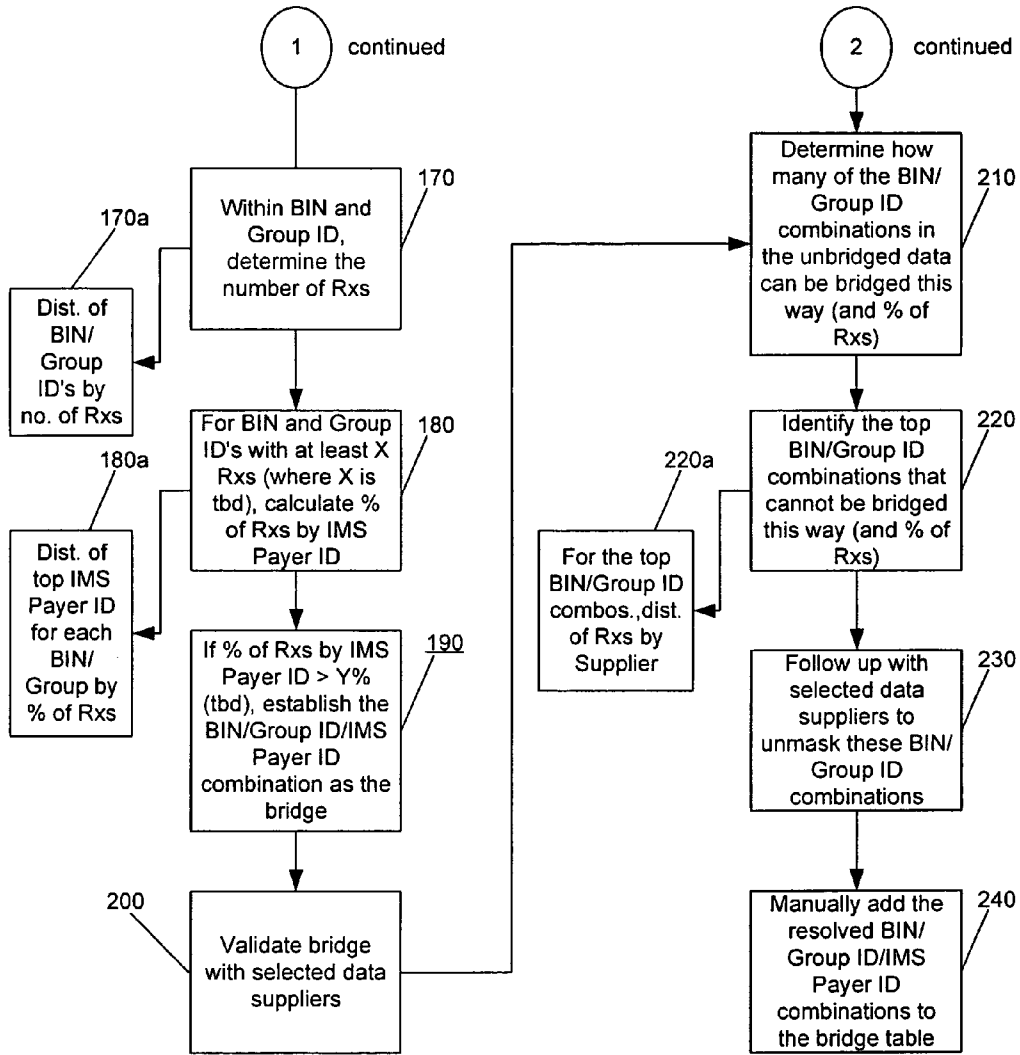 1
continued
170
Within BIN and
Group ID,
determine the
number of Rxs
170a
Dist. of
BIN/
Group
ID's by
no. of Rxs
180
For BIN and Group
ID's with at least X
Rxs (where X is
tbd), calculate %
of Rxs by IMS
Payer ID
180a
Dist. of
top IMS
Payer ID
for each
BIN/
Group by
% of Rxs
190
If % of Rxs by IMS
Payer ID > Y%
(tbd), establish the
BIN/Group ID/IMS
Payer ID
combination as the
bridge
200
Validate bridge
with selected data
suppliers
2
continued
210
Determine how
many of the BIN/
Group ID
combinations in
the unbridged data
can be bridged this
way (and % of
Rxs)
220
Identify the top
BIN/Group ID
combinations that
cannot be bridged
this way (and % of
Rxs)
220a
For the top
BIN/Group ID
combos.,dist.
of Rxs by
Supplier
230
Follow up with
selected data
suppliers to
unmask these BIN/
Group ID
combinations
240
Manually add the
resolved BIN/
Group ID/IMS
Payer ID
combinations to
the bridge table